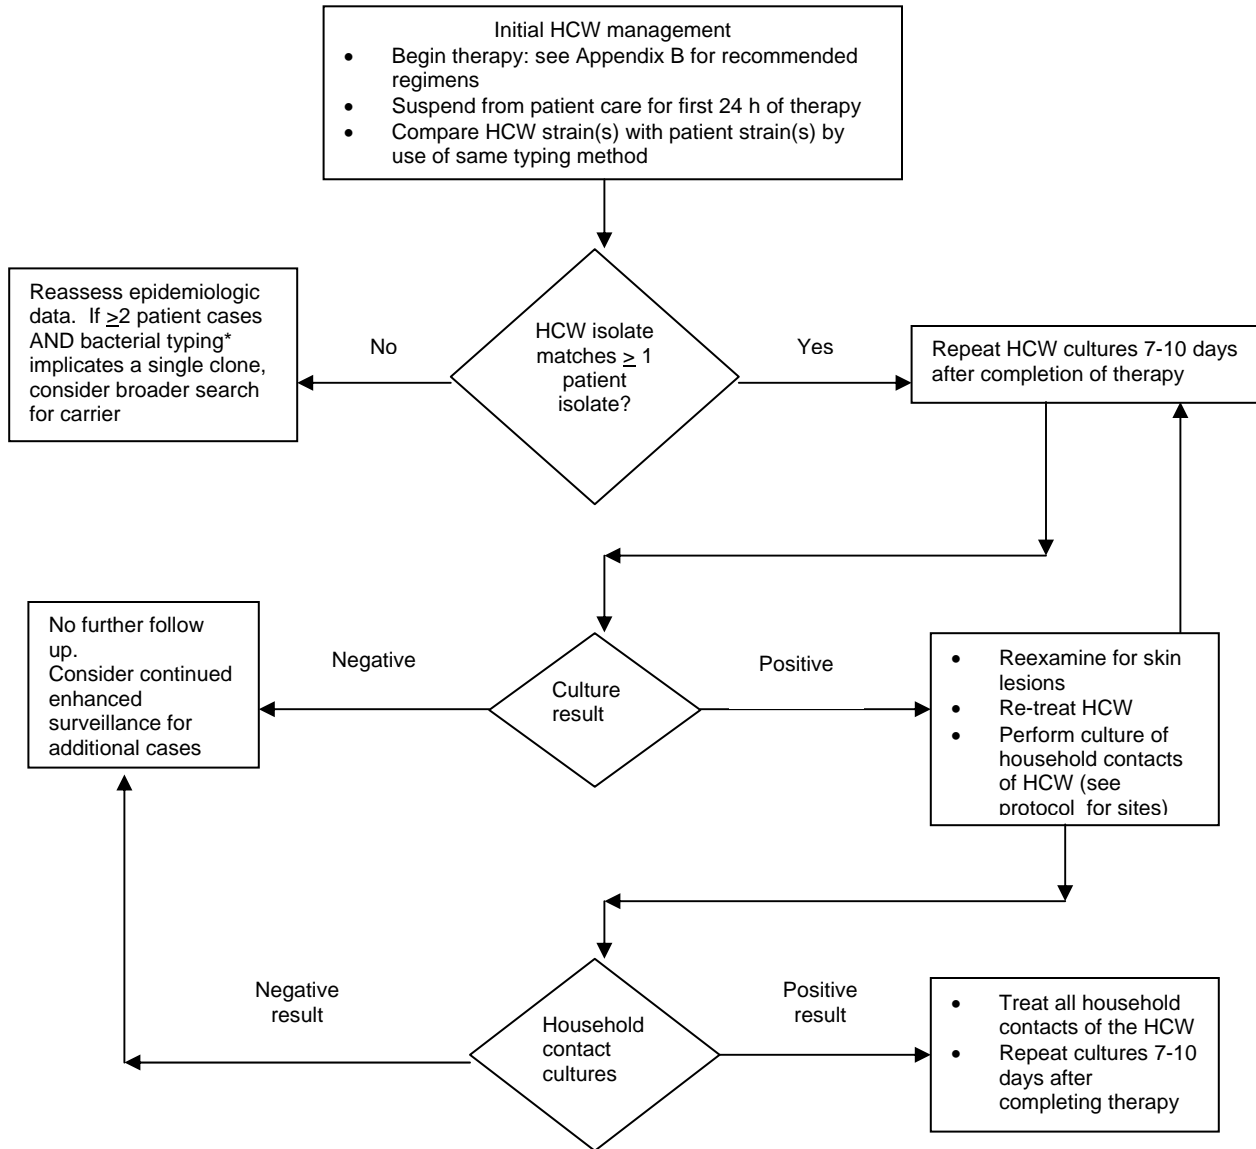 Initial HCW management
• Begin therapy: see Appendix B for recommended
regimens
• Suspend from patient care for first 24 h of therapy
• Compare HCW strain(s) with patient strain(s) by
use of same typing method
Reassess epidemiologic
data. If ≥2 patient cases
AND bacterial typing*
implicates a single clone,
consider broader search
for carrier
No
HCW isolate
matches ≥ 1
patient
isolate?
Yes
Repeat HCW cultures 7-10 days
after completion of therapy
No further follow
up.
Consider continued
enhanced
surveillance for
additional cases
Negative
Culture
result
Positive
• Reexamine for skin
lesions
• Re-treat HCW
• Perform culture of
household contacts
of HCW (see
protocol for sites)
Negative
result
Household
contact
cultures
Positive
result
• Treat all household
contacts of the HCW
• Repeat cultures 7-10
days after
completing therapy